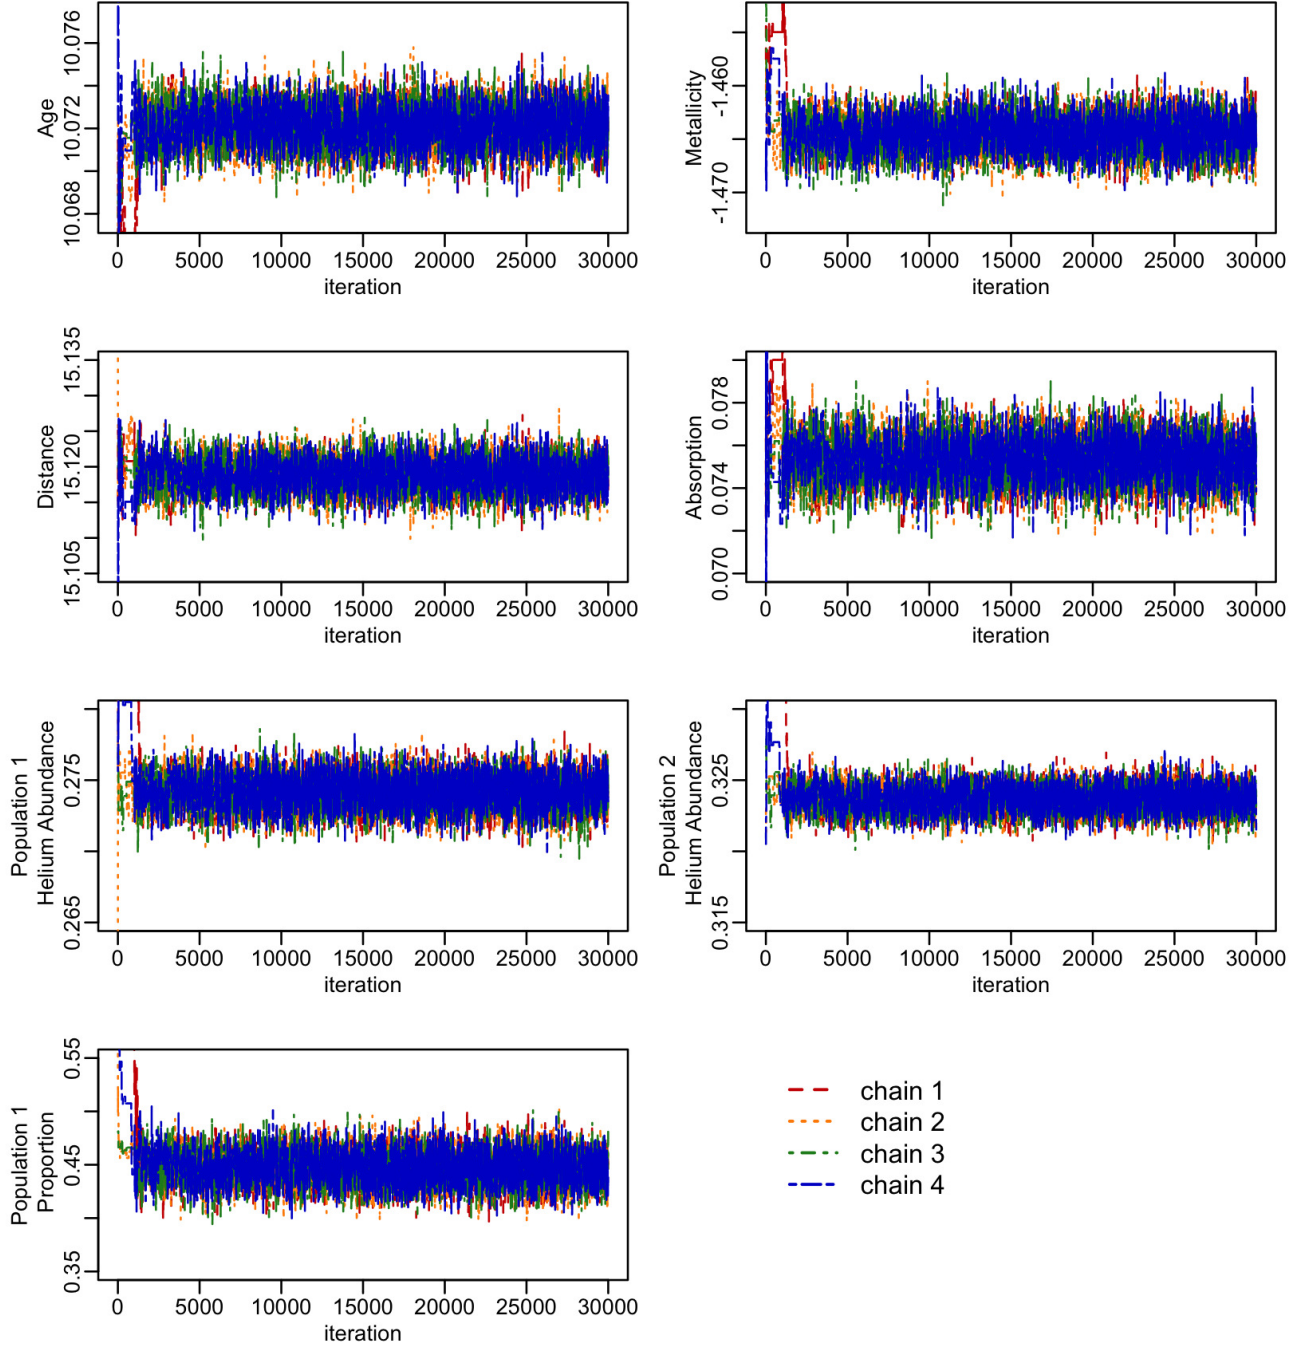 Age
10.076
10.072
10.068
0 5000 10000 15000 20000 25000 30000
iteration
Metallicity
-1.460
-1.470
0 5000 10000 15000 20000 25000 30000
iteration
Distance
15.135
15.120
15.105
0 5000 10000 15000 20000 25000 30000
iteration
Absorption
0.078
0.074
0.070
0 5000 10000 15000 20000 25000 30000
iteration
Population 1
Helium Abundance
0.275
0.265
0 5000 10000 15000 20000 25000 30000
iteration
Population 2
Helium Abundance
0.325
0.315
0 5000 10000 15000 20000 25000 30000
iteration
Population 1
Proportion
0.55
0.45
0.35
0 5000 10000 15000 20000 25000 30000
iteration
chain 1
chain 2
chain 3
chain 4